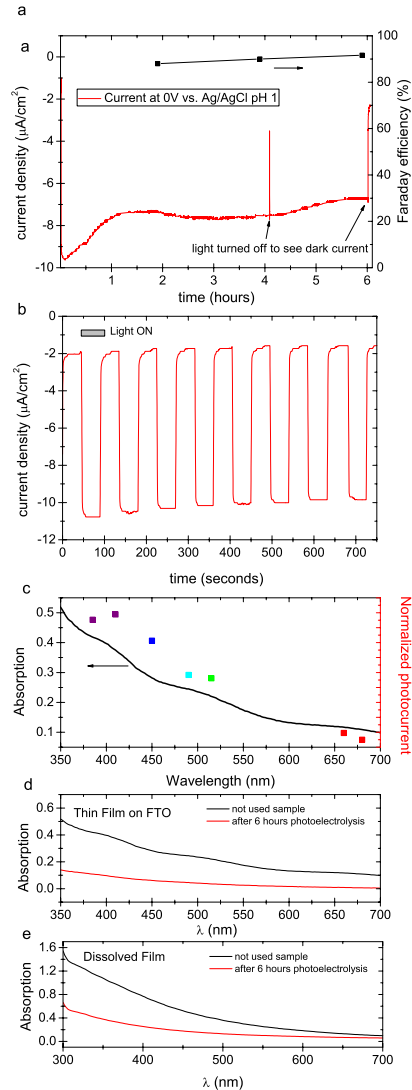 a
a
0
-2
-4
-6
-8
-10
current density (μA/cm²)
100
80
60
40
20
0
Faraday efficiency (%)
Current at 0V vs. Ag/AgCl pH 1
light turned off to see dark current
1 2 3 4 5 6
time (hours)
b
0
-2
-4
-6
-8
-10
-12
current density (μA/cm²)
Light ON
0 100 200 300 400 500 600 700
time (seconds)
c
0.5
0.4
0.3
0.2
0.1
Absorption
Normalized photocurrent
350 400 450 500 550 600 650 700
Wavelength (nm)
d
0.6
0.4
0.2
0.0
Absorption
Thin Film on FTO
not used sample
after 6 hours photoelectrolysis
350 400 450 500 550 600 650 700
λ (nm)
e
1.6
1.2
0.8
0.4
0.0
Absorption
Dissolved Film
not used sample
after 6 hours photoelectrolysis
300 400 500 600 700
λ (nm)